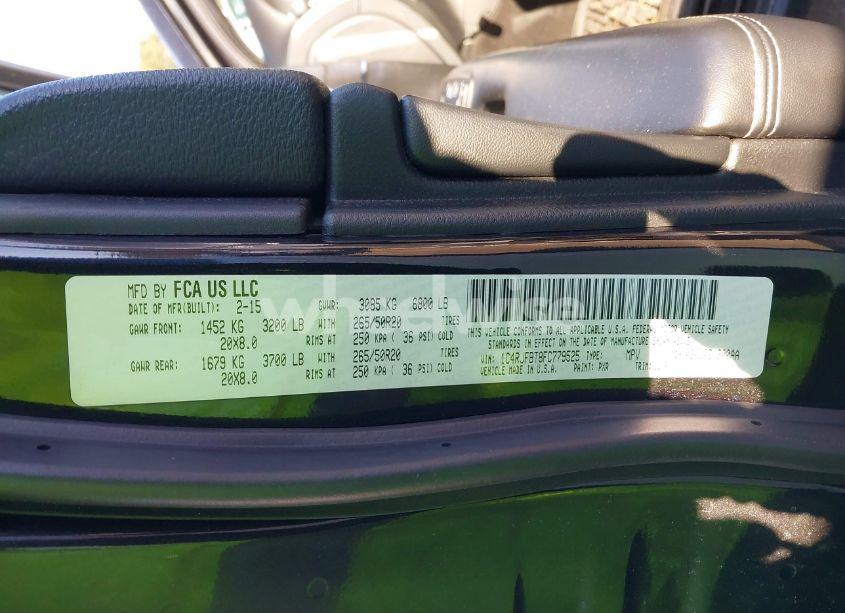 MFD BY FCA US LLC
DATE OF MFR(BUILT): 2-15 GVWR: 3085 KG 6800 LB
GAWR FRONT: 1452 KG 3200 LB WITH 265/50R20 TIRES
20X8.0 RIMS AT 250 KPA ( 36 PSI) COLD
GAWR REAR: 1679 KG 3700 LB WITH 265/50R20 TIRES
20X8.0 RIMS AT 250 KPA ( 36 PSI) COLD
THIS VEHICLE CONFORMS TO ALL APPLICABLE U.S.A. FEDERAL MOTOR VEHICLE SAFETY
STANDARDS IN EFFECT ON THE DATE OF MANUFACTURE SHOWN ABOVE.
VIN: 1C4RJFBT8FC779525 TYPE: MPV
VEHICLE MADE IN U.S.A. PAINT: PXR TRIM:
wheelwise